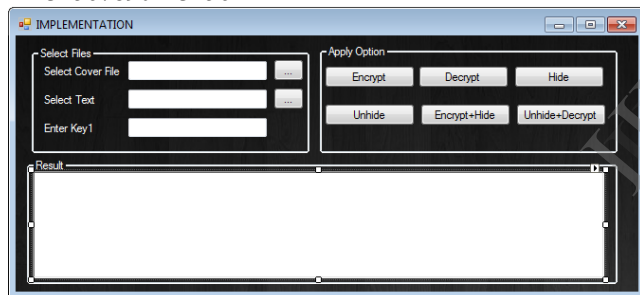 IMPLEMENTATION
Select Files
Select Cover File
...
Select Text
...
Enter Key1
Apply Option
Encrypt Decrypt Hide
Unhide Encrypt+Hide Unhide+Decrypt
Result